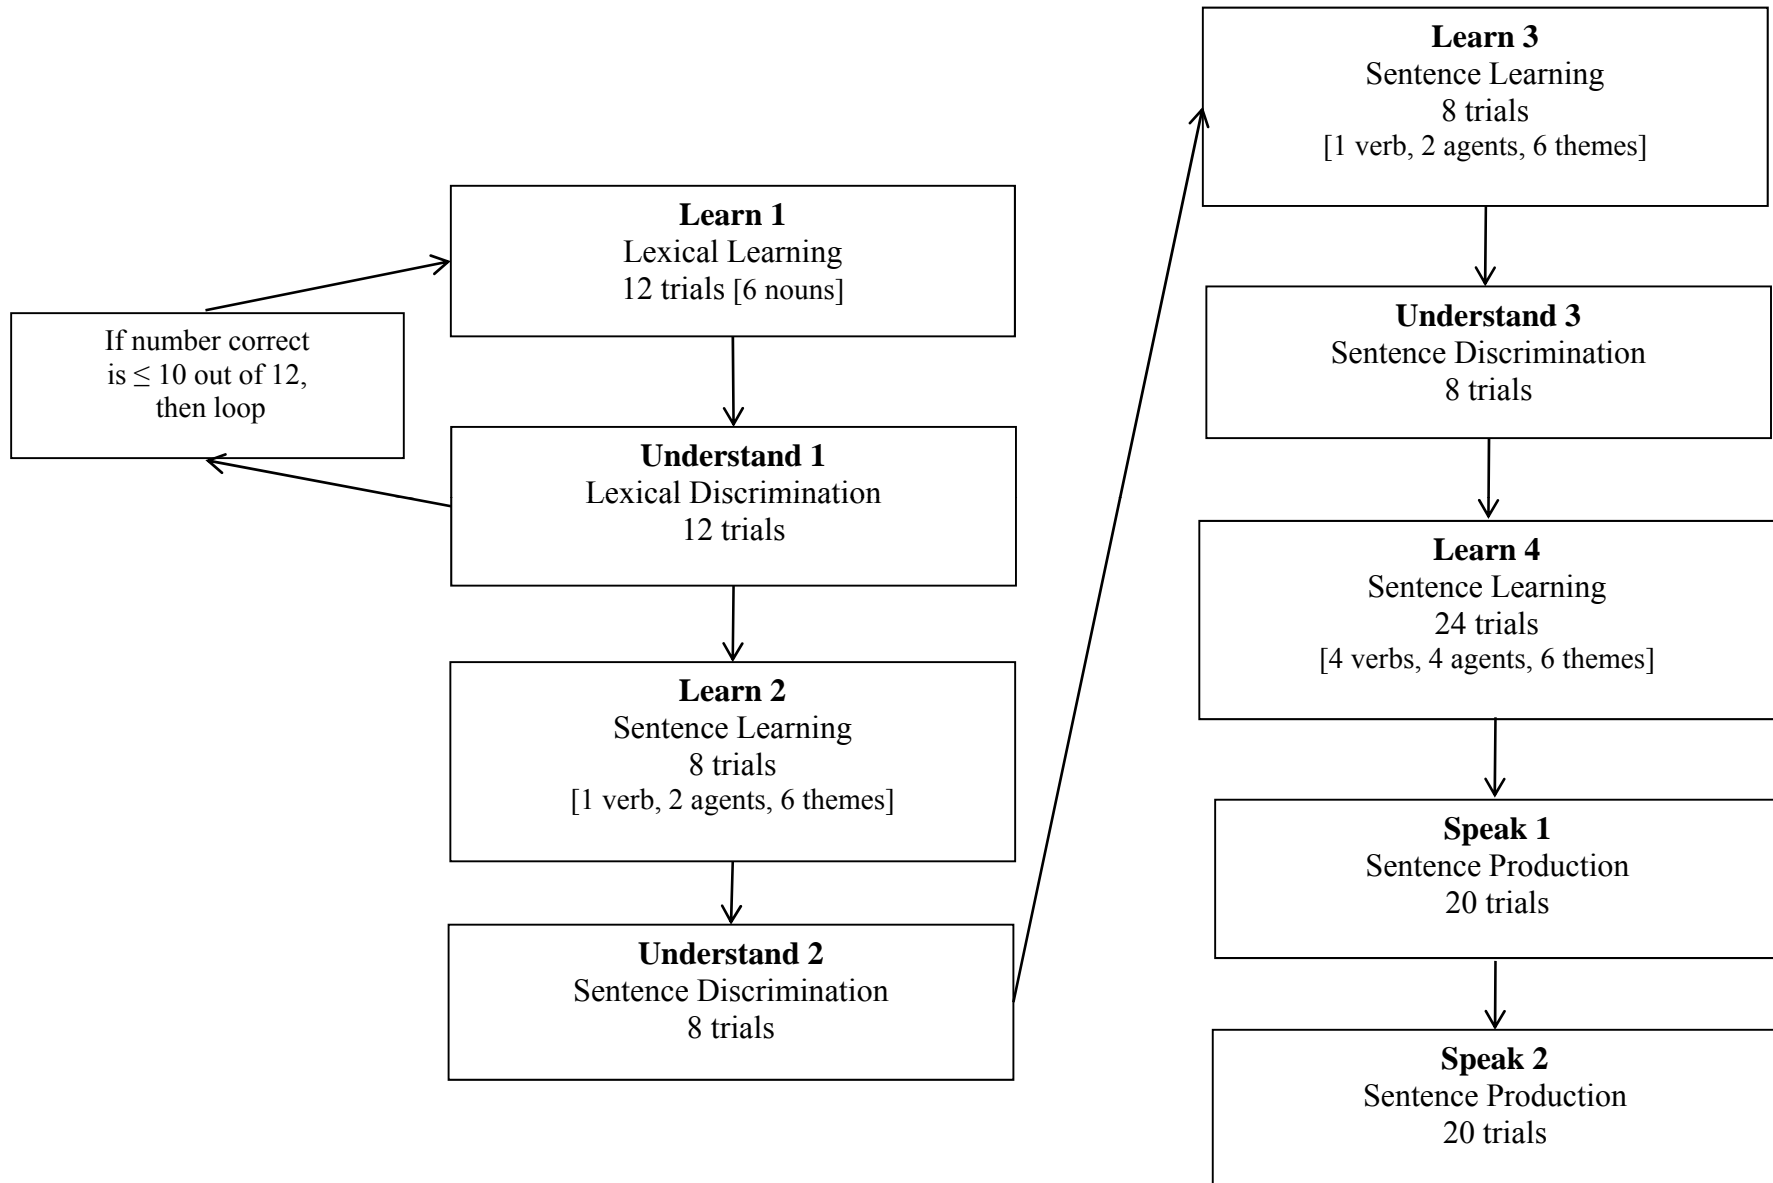 Learn 1
Lexical Learning
12 trials [6 nouns]
If number correct
is ≤ 10 out of 12,
then loop
Understand 1
Lexical Discrimination
12 trials
Learn 2
Sentence Learning
8 trials
[1 verb, 2 agents, 6 themes]
Understand 2
Sentence Discrimination
8 trials
Learn 3
Sentence Learning
8 trials
[1 verb, 2 agents, 6 themes]
Understand 3
Sentence Discrimination
8 trials
Learn 4
Sentence Learning
24 trials
[4 verbs, 4 agents, 6 themes]
Speak 1
Sentence Production
20 trials
Speak 2
Sentence Production
20 trials